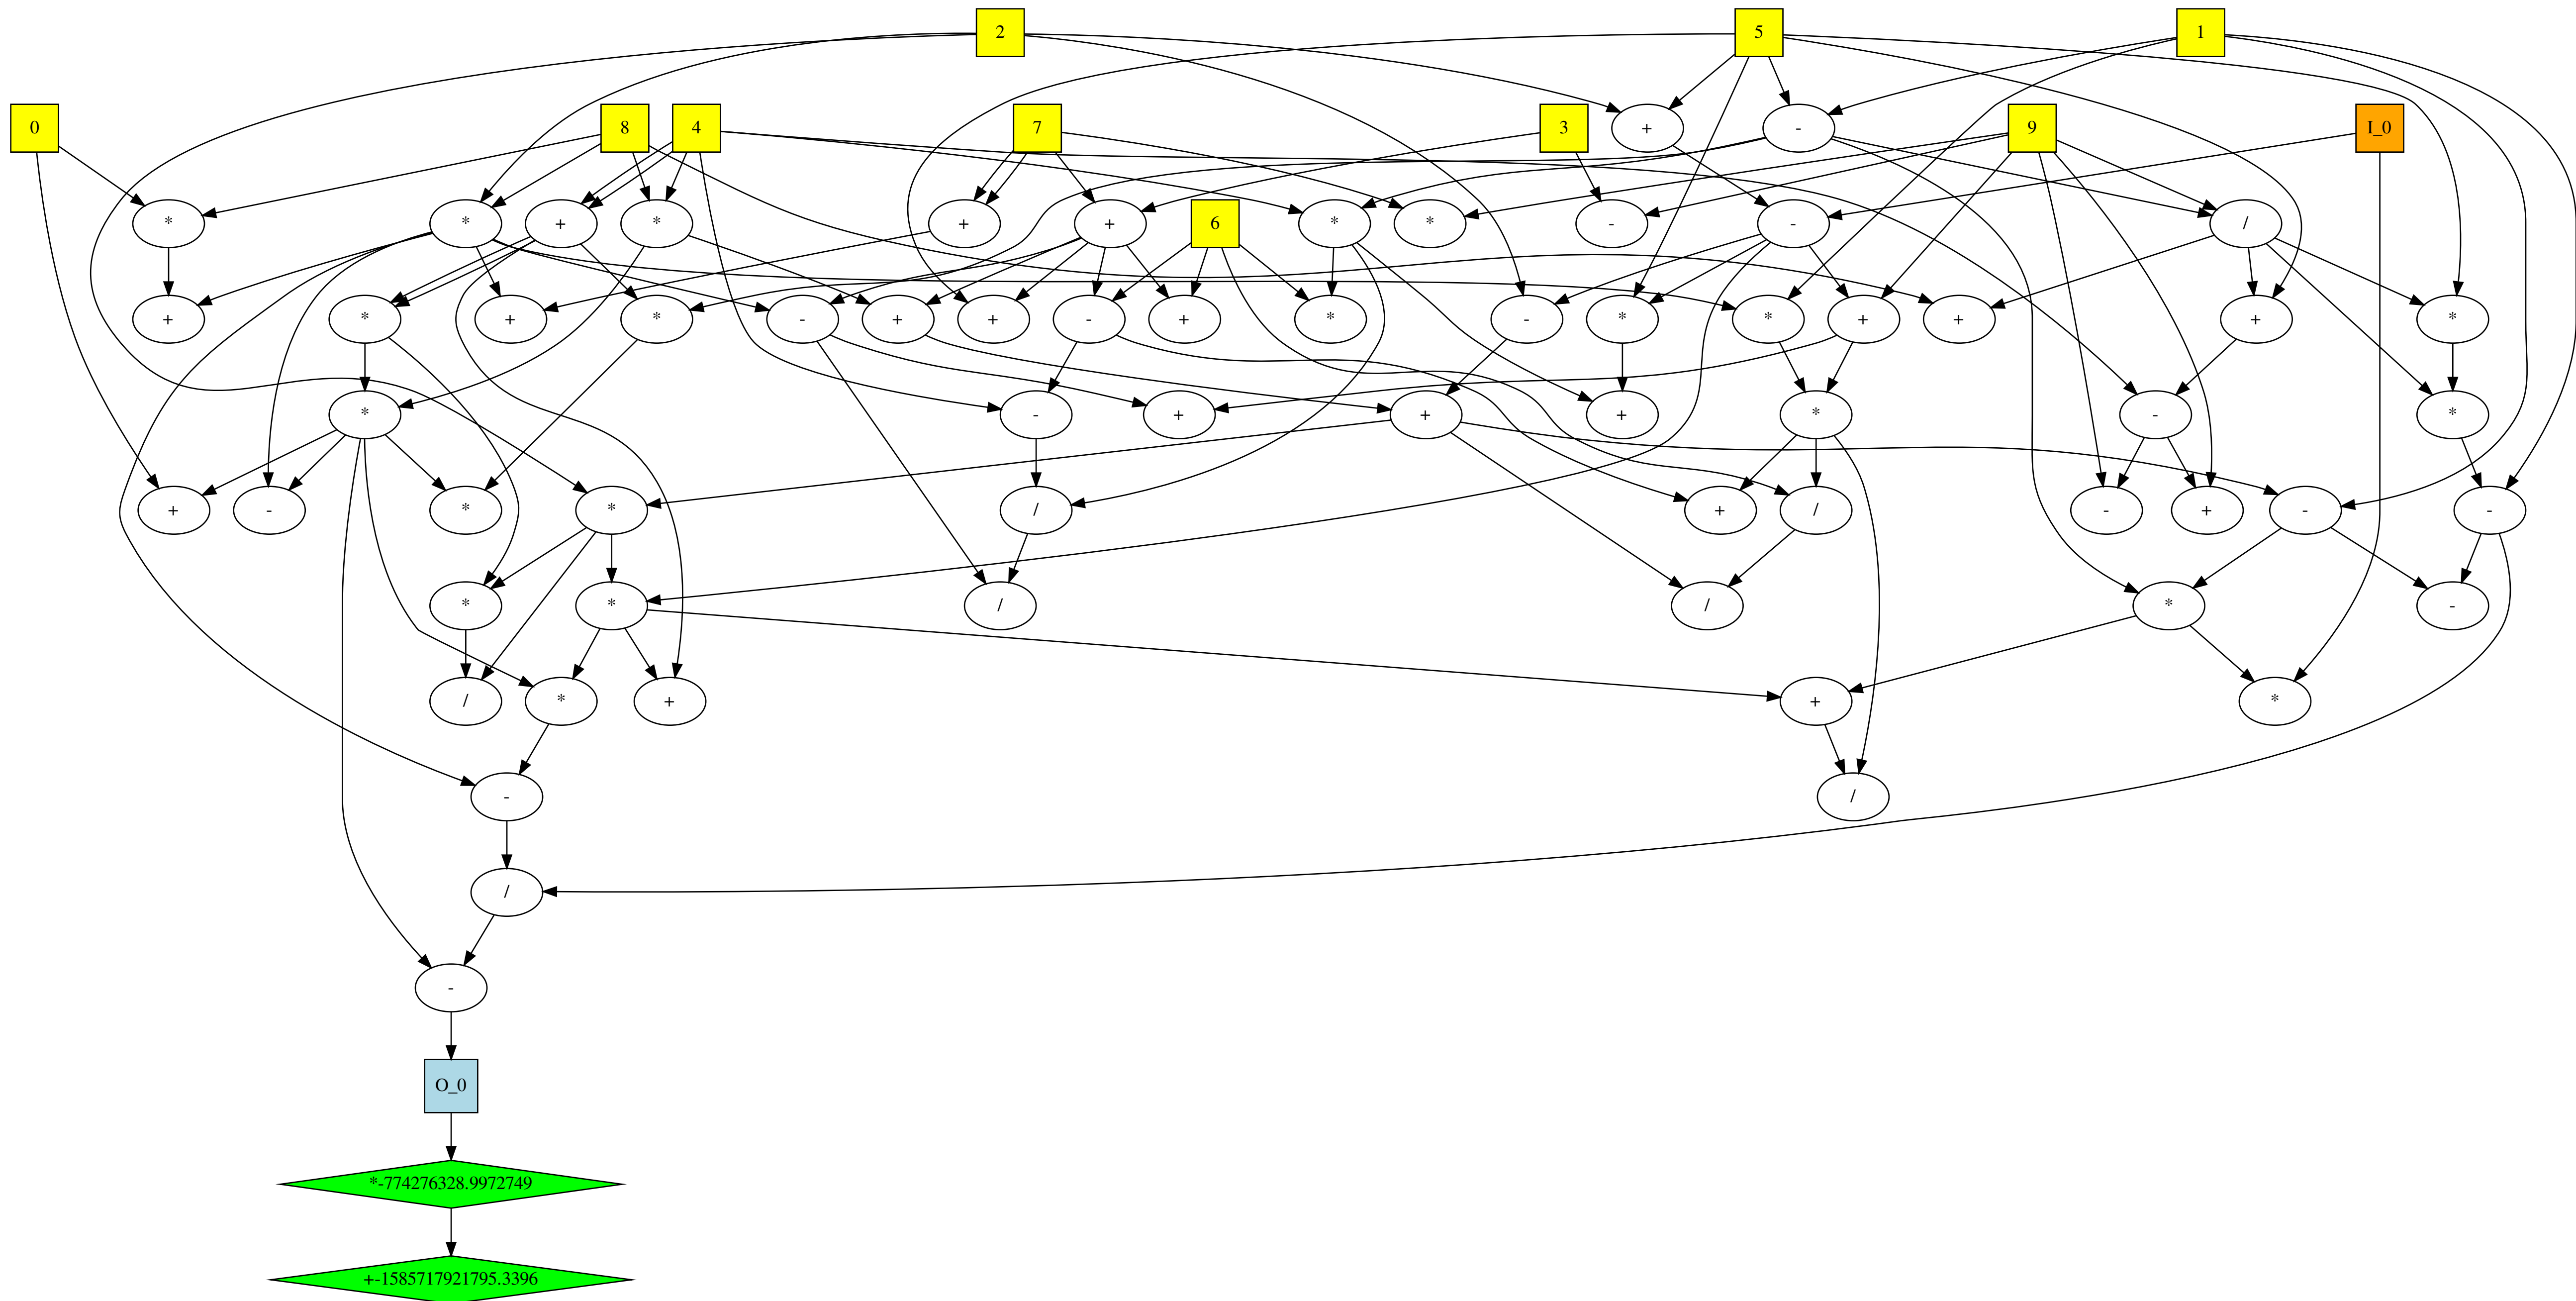 2 5 1
0 8 4 7 3 + - 9 I_0
* * + * + + 6 * * - - /
+ * + * - + + - + * - * * + + + *
* - + + + * - *
+ - * * / + / - + - -
* * / / * -
/ * + + *
- /
/
-
O_0
*-774276328.9972749
+-1585717921795.3396